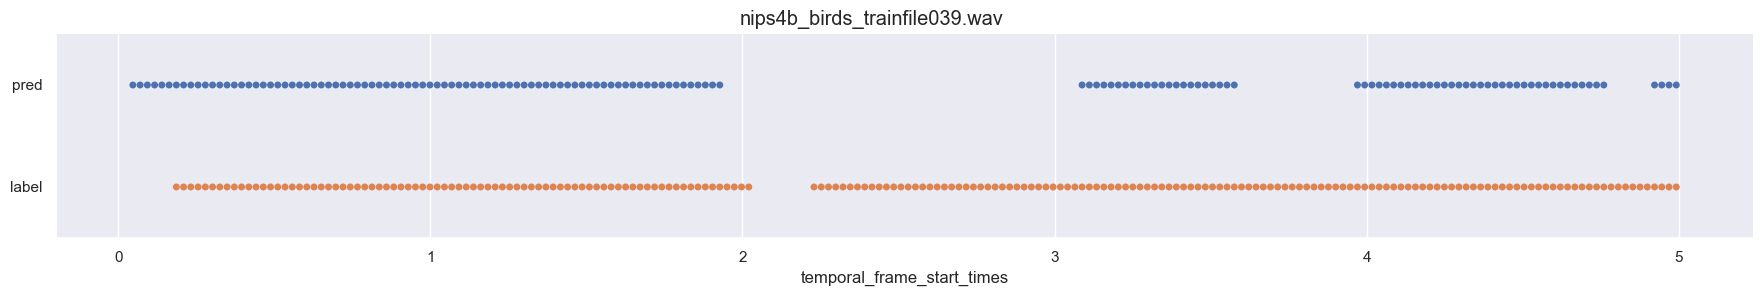 nips4b_birds_trainfile039.wav
pred
label
0 1 2 3 4 5
temporal_frame_start_times